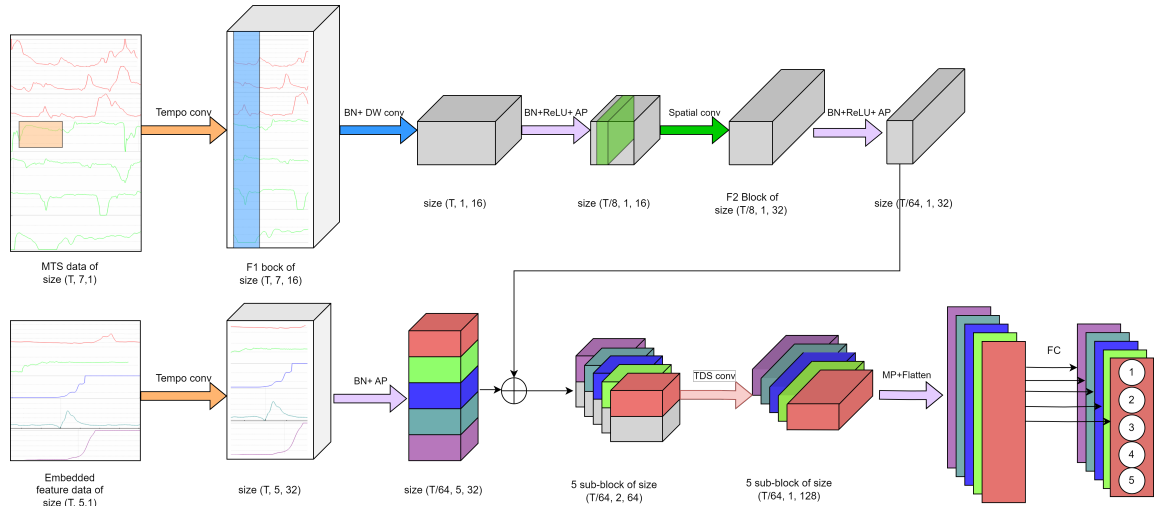 Tempo conv
BN+ DW conv
BN+ReLU+ AP
Spatial conv
BN+ReLU+ AP
MTS data of
size (T, 7,1)
F1 bock of
size (T, 7, 16)
size (T, 1, 16)
size (T/8, 1, 16)
F2 Block of
size (T/8, 1, 32)
size (T/64, 1, 32)
Tempo conv
BN+ AP
TDS conv
MP+Flatten
FC
1
2
3
4
5
Embedded
feature data of
size (T, 5,1)
size (T, 5, 32)
size (T/64, 5, 32)
5 sub-block of size
(T/64, 2, 64)
5 sub-block of size
(T/64, 1, 128)